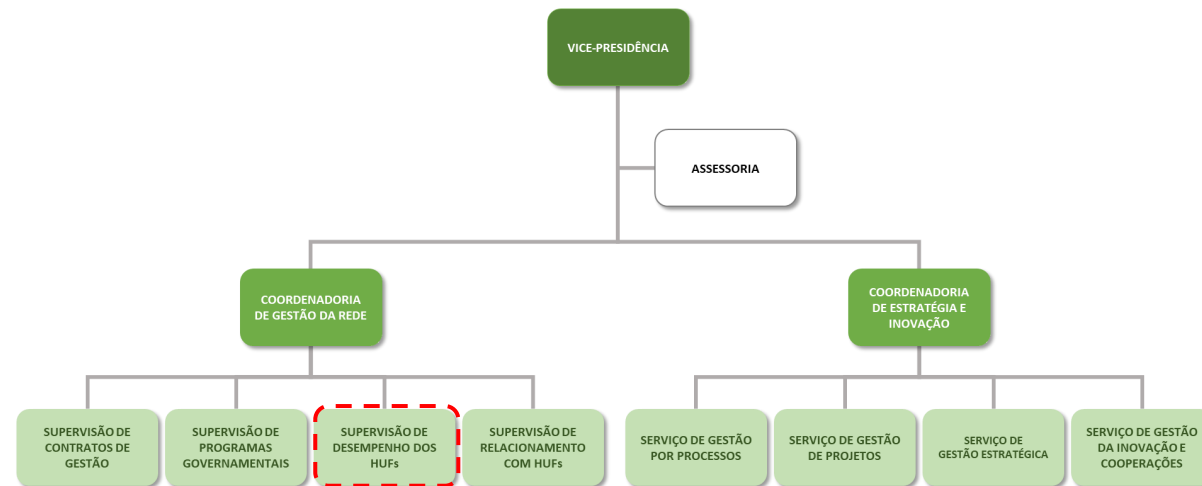 VICE-PRESIDÊNCIA
ASSESSORIA
COORDENADORIA
DE GESTÃO DA REDE
COORDENADORIA
DE ESTRATÉGIA E
INOVAÇÃO
SUPERVISÃO DE
CONTRATOS DE
GESTÃO
SUPERVISÃO DE
PROGRAMAS
GOVERNAMENTAIS
SUPERVISÃO DE
DESEMPENHO DOS
HUFs
SUPERVISÃO DE
RELACIONAMENTO
COM HUFs
SERVIÇO DE GESTÃO
POR PROCESSOS
SERVIÇO DE GESTÃO
DE PROJETOS
SERVIÇO DE
GESTÃO ESTRATÉGICA
SERVIÇO DE GESTÃO
DA INOVAÇÃO E
COOPERAÇÕES